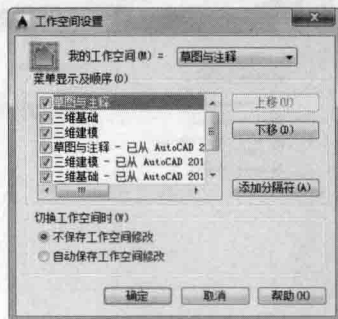 工作空间设置
我的工作空间(M) = 草图与注释
菜单显示及顺序(O)
草图与注释
三维基础
三维建模
草图与注释 - 已从 AutoCAD 2
三维建模 - 已从 AutoCAD 201
三维基础 - 已从 AutoCAD 201
上移(U)
下移(D)
添加分隔符(A)
切换工作空间时(W)
不保存工作空间修改
自动保存工作空间修改
确定
取消
帮助(H)